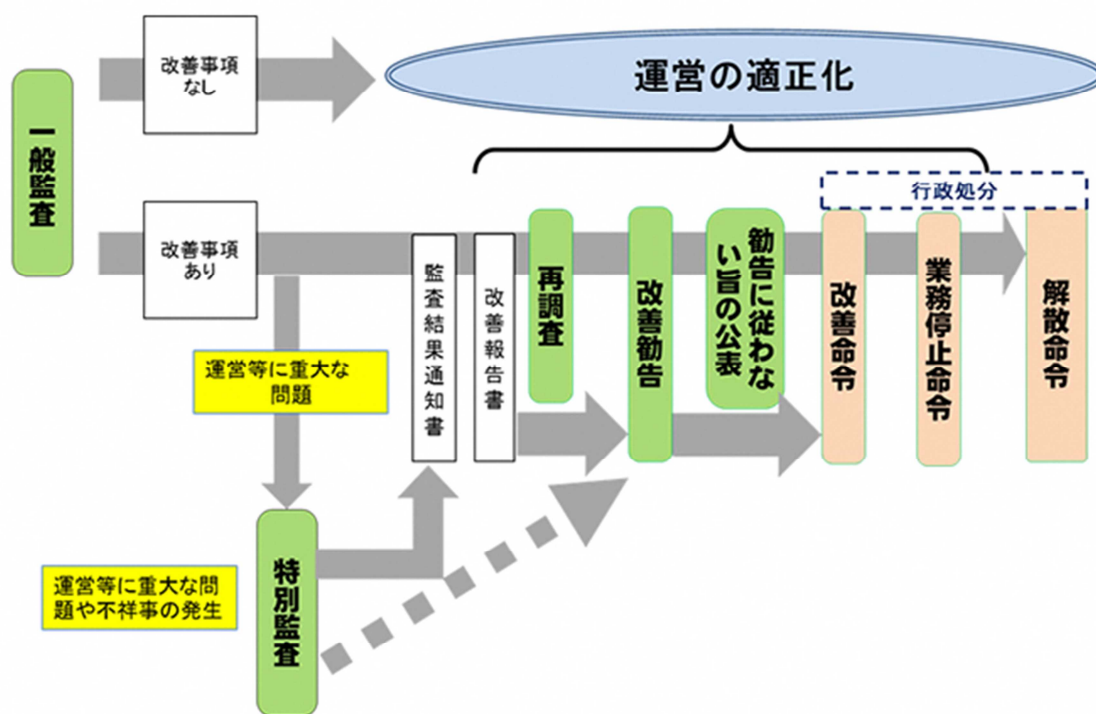 改善事項
なし
運営の適正化
一般監査
行政処分
改善事項
あり
監査結果通知書
改善報告書
再調査
改善勧告
勧告に従わな
い旨の公表
改善命令
業務停止命令
解散命令
運営等に重大な
問題
特別監査
運営等に重大な問
題や不祥事の発生